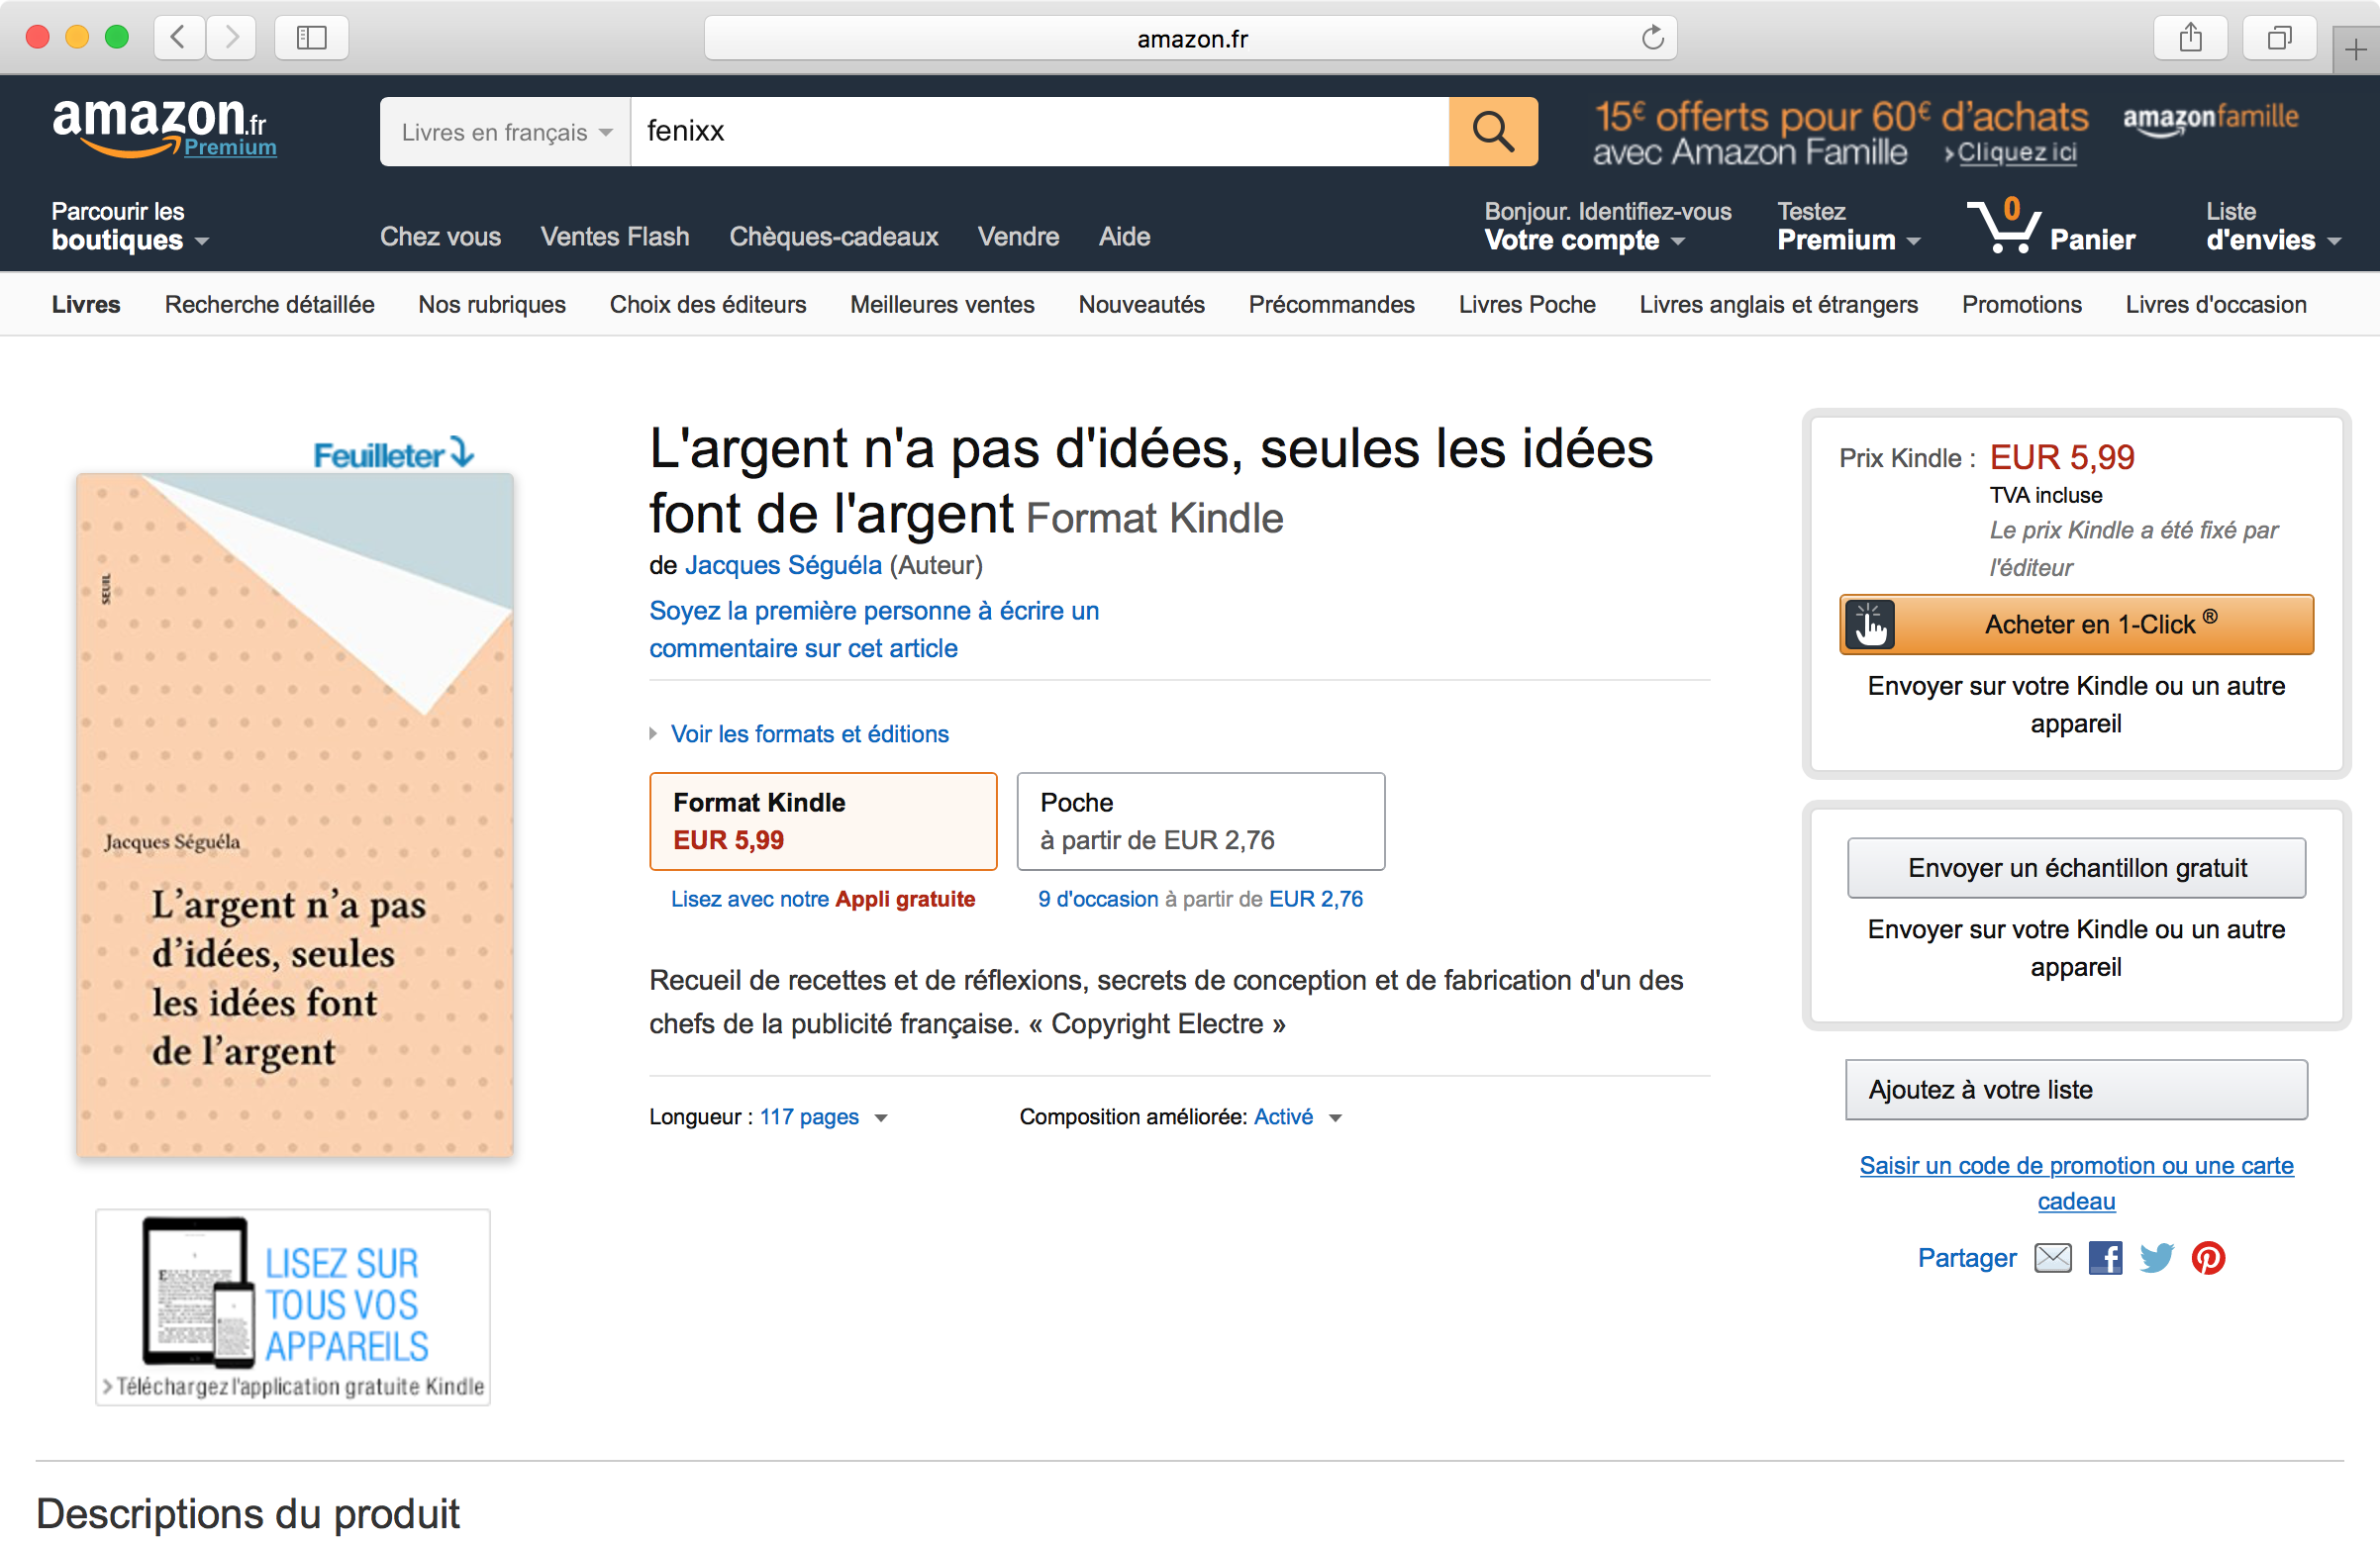 amazon.fr
amazon.fr
Premium
Livres en français
fenixx
15€ offerts pour 60€ d'achats
avec Amazon Famille >Cliquez ici
amazonfamille
Parcourir les
boutiques
Chez vous
Ventes Flash
Chèques-cadeaux
Vendre
Aide
Bonjour. Identifiez-vous
Votre compte
Testez
Premium
0
Panier
Liste
d'envies
Livres
Recherche détaillée
Nos rubriques
Choix des éditeurs
Meilleures ventes
Nouveautés
Précommandes
Livres Poche
Livres anglais et étrangers
Promotions
Livres d'occasion
Feuilleter
SEUIL
Jacques Séguéla
L'argent n'a pas
d'idées, seules
les idées font
de l'argent
LISEZ SUR
TOUS VOS
APPAREILS
>Téléchargez l'application gratuite Kindle
L'argent n'a pas d'idées, seules les idées
font de l'argent Format Kindle
de Jacques Séguéla (Auteur)
Soyez la première personne à écrire un
commentaire sur cet article
Voir les formats et éditions
Format Kindle
EUR 5,99
Lisez avec notre Appli gratuite
Poche
à partir de EUR 2,76
9 d'occasion à partir de EUR 2,76
Recueil de recettes et de réflexions, secrets de conception et de fabrication d'un des
chefs de la publicité française. « Copyright Electre »
Longueur : 117 pages
Composition améliorée: Activé
Prix Kindle : EUR 5,99
TVA incluse
Le prix Kindle a été fixé par
l'éditeur
Acheter en 1-Click ®
Envoyer sur votre Kindle ou un autre
appareil
Envoyer un échantillon gratuit
Envoyer sur votre Kindle ou un autre
appareil
Ajoutez à votre liste
Saisir un code de promotion ou une carte
cadeau
Partager
Descriptions du produit